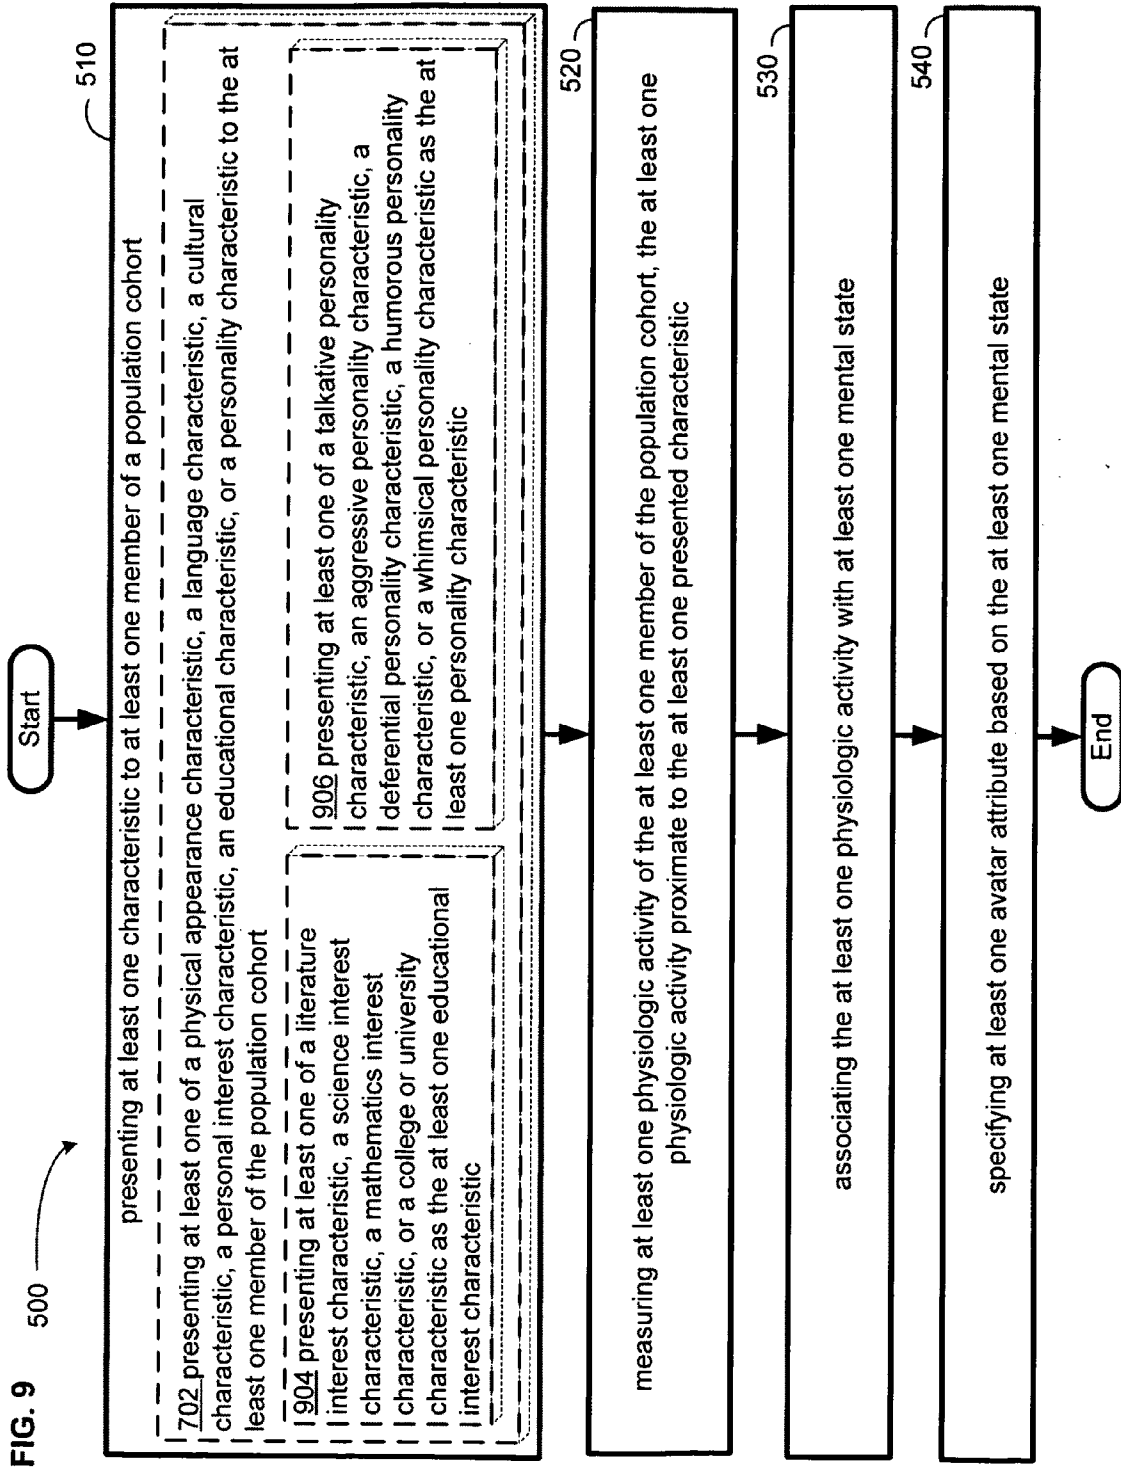 FIG. 9
500
Start
510
presenting at least one characteristic to at least one member of a population cohort
702 presenting at least one of a physical appearance characteristic, a language characteristic, a cultural
characteristic, a personal interest characteristic, an educational characteristic, or a personality characteristic to the at
least one member of the population cohort
904 presenting at least one of a literature
interest characteristic, a science interest
characteristic, a mathematics interest
characteristic, or a college or university
characteristic as the at least one educational
interest characteristic
906 presenting at least one of a talkative personality
characteristic, an aggressive personality characteristic, a
deferential personality characteristic, a humorous personality
characteristic, or a whimsical personality characteristic as the at
least one personality characteristic
520
measuring at least one physiologic activity of the at least one member of the population cohort, the at least one
physiologic activity proximate to the at least one presented characteristic
530
associating the at least one physiologic activity with at least one mental state
540
specifying at least one avatar attribute based on the at least one mental state
End